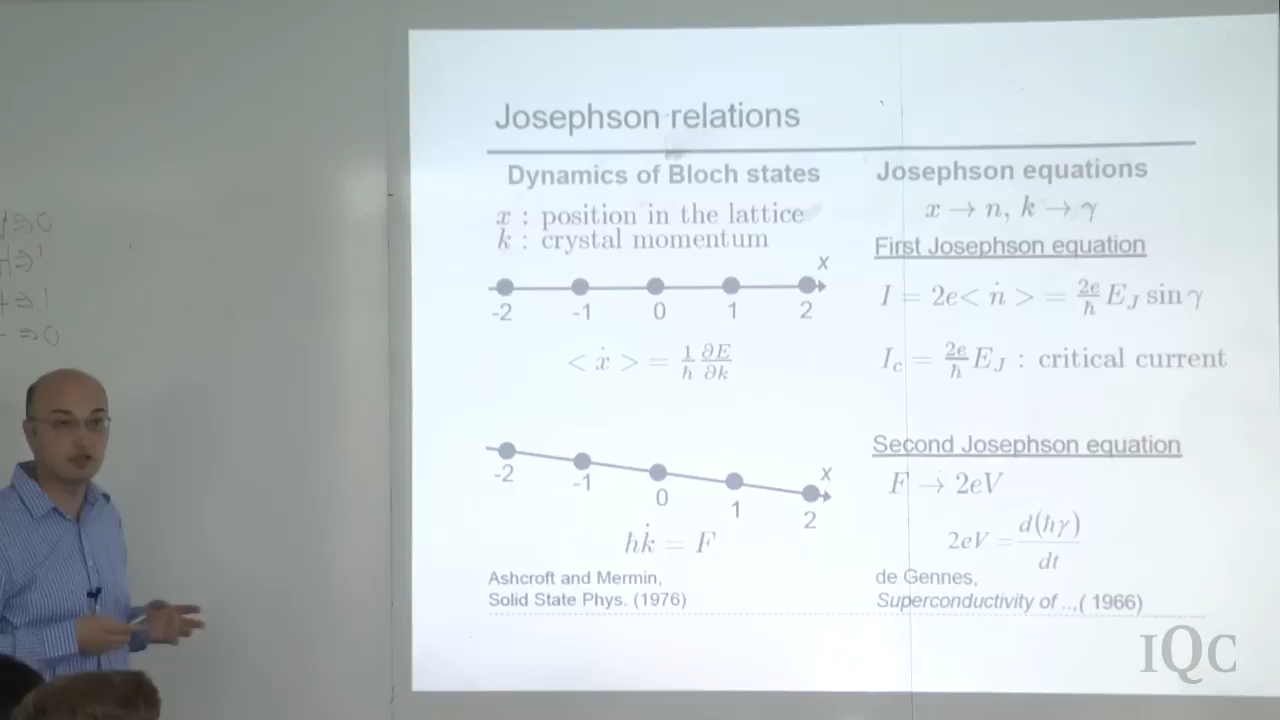 Josephson relations
Dynamics of Bloch states
x : position in the lattice
k : crystal momentum
x
-2 -1 0 1 2
< ẋ > = 1/ħ ∂E/∂k
x
-2 -1 0 1 2
ħk̇ = F
Ashcroft and Mermin,
Solid State Phys. (1976)
Josephson equations
x → n, k → γ
First Josephson equation
I = 2e< ṅ > = 2e/ħ E_J sin γ
I_c = 2e/ħ E_J : critical current
Second Josephson equation
F → 2eV
2eV = d(ħγ)/dt
de Gennes,
Superconductivity of ..,( 1966)
IQC